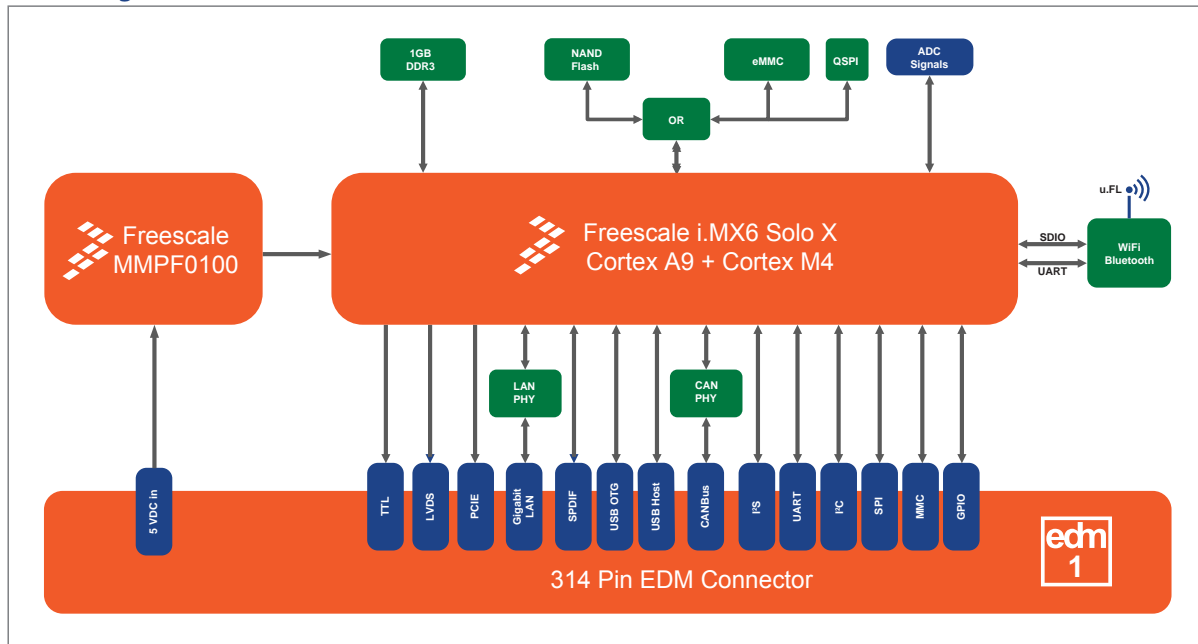 1GB
DDR3
NAND
Flash
eMMC
QSPI
ADC
Signals
OR
u.FL
Freescale
MMPF0100
Freescale i.MX6 Solo X
Cortex A9 + Cortex M4
SDIO
UART
WiFi
Bluetooth
LAN
PHY
CAN
PHY
5 VDC in
TTL
LVDS
PCIE
Gigabit
LAN
SPDIF
USB OTG
USB Host
CANBus
I²S
UART
I²C
SPI
MMC
GPIO
edm
1
314 Pin EDM Connector